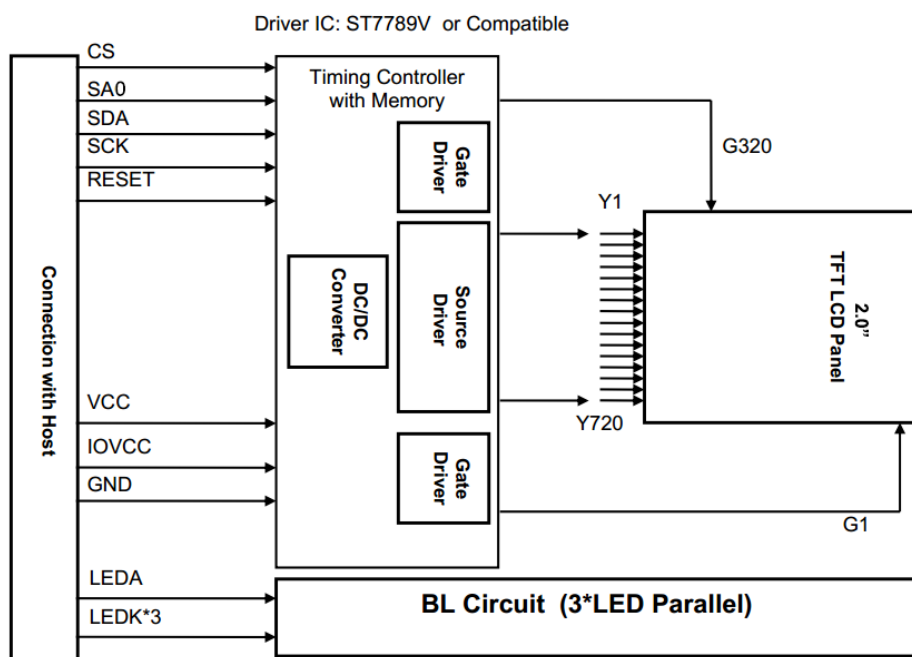 Driver IC: ST7789V or Compatible
CS
SA0
SDA
SCK
RESET
VCC
IOVCC
GND
LEDA
LEDK*3
Connection with Host
Timing Controller
with Memory
Gate
Driver
DC/DC
Converter
Source
Driver
Gate
Driver
G320
Y1
Y720
G1
2.0”
TFT LCD Panel
BL Circuit (3*LED Parallel)